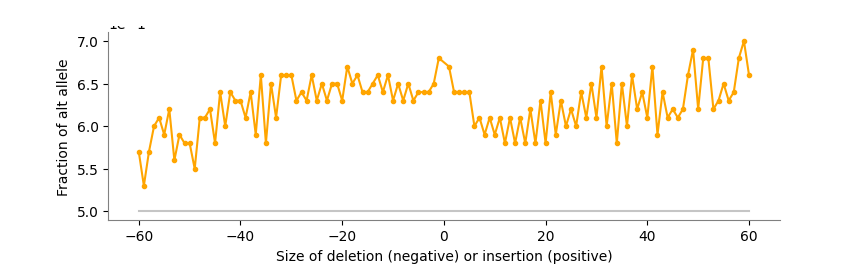 7.0
6.5
6.0
5.5
5.0
Fraction of alt allele
−60 −40 −20 0 20 40 60
Size of deletion (negative) or insertion (positive)